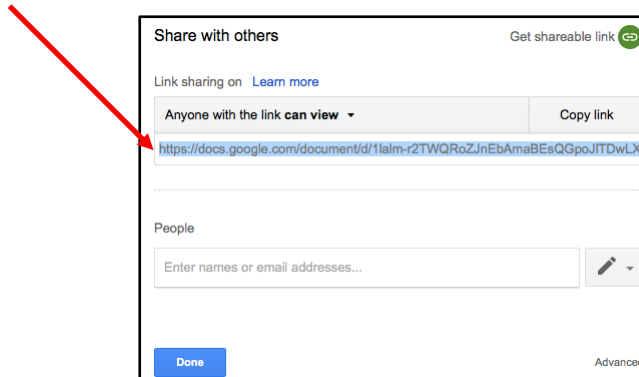 Share with others Get shareable link
Link sharing on Learn more
Anyone with the link can view Copy link
https://docs.google.com/document/d/1lalm-r2TWQRoZJnEbAmaBEsQGpoJITDwLX
People
Enter names or email addresses...
Done Advanced